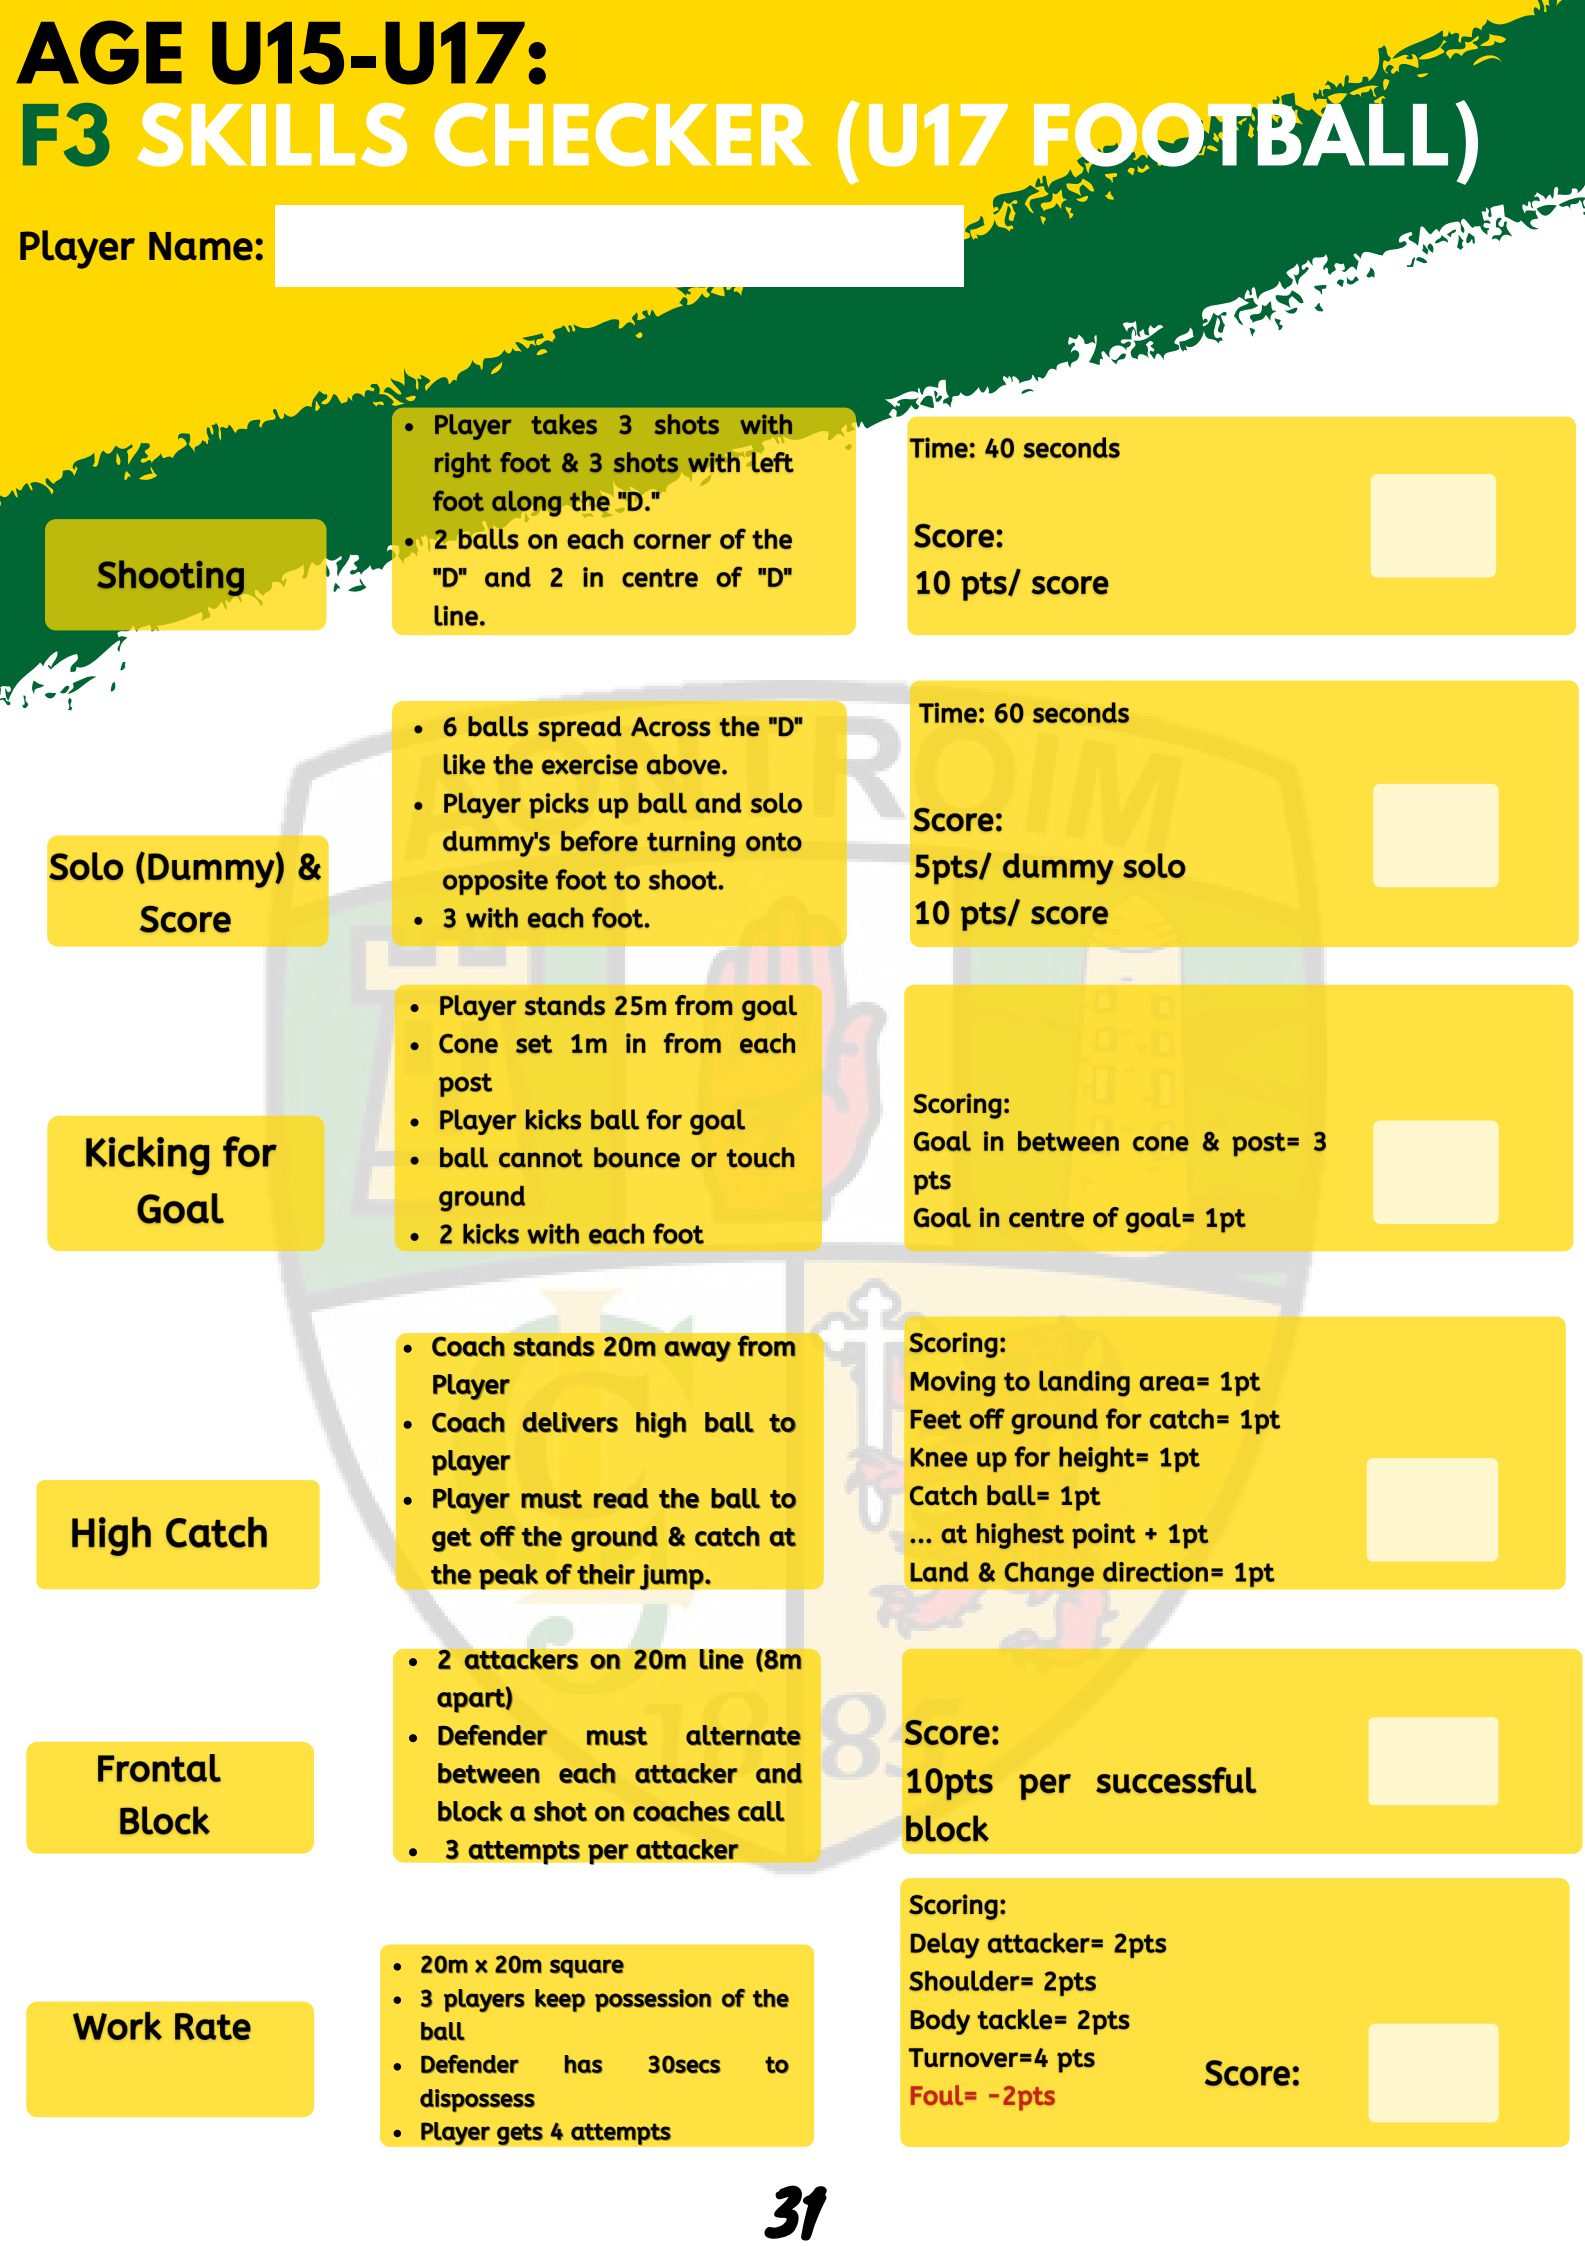 AGE U15-U17:
F3 SKILLS CHECKER (U17 FOOTBALL)
Player Name:
Shooting
• Player takes 3 shots with
right foot & 3 shots with left
foot along the "D."
• 2 balls on each corner of the
"D" and 2 in centre of "D"
line.
Time: 40 seconds
Score:
10 pts/ score
Solo (Dummy) &
Score
• 6 balls spread Across the "D"
like the exercise above.
• Player picks up ball and solo
dummy's before turning onto
opposite foot to shoot.
• 3 with each foot.
Time: 60 seconds
Score:
5pts/ dummy solo
10 pts/ score
Kicking for
Goal
• Player stands 25m from goal
• Cone set 1m in from each
post
• Player kicks ball for goal
• ball cannot bounce or touch
ground
• 2 kicks with each foot
Scoring:
Goal in between cone & post= 3
pts
Goal in centre of goal= 1pt
High Catch
• Coach stands 20m away from
Player
• Coach delivers high ball to
player
• Player must read the ball to
get off the ground & catch at
the peak of their jump.
Scoring:
Moving to landing area= 1pt
Feet off ground for catch= 1pt
Knee up for height= 1pt
Catch ball= 1pt
... at highest point + 1pt
Land & Change direction= 1pt
Frontal
Block
• 2 attackers on 20m line (8m
apart)
• Defender must alternate
between each attacker and
block a shot on coaches call
• 3 attempts per attacker
Score:
10pts per successful
block
Work Rate
• 20m x 20m square
• 3 players keep possession of the
ball
• Defender has 30secs to
dispossess
• Player gets 4 attempts
Scoring:
Delay attacker= 2pts
Shoulder= 2pts
Body tackle= 2pts
Turnover=4 pts
Foul= -2pts
Score:
AONTROIM
1885
31